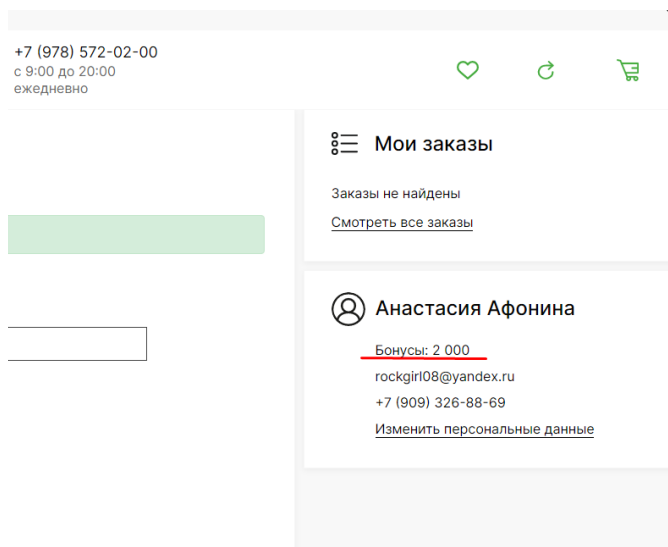 +7 (978) 572-02-00
с 9:00 до 20:00
ежедневно
Мои заказы
Заказы не найдены
Смотреть все заказы
Анастасия Афонина
Бонусы: 2 000
rockgirl08@yandex.ru
+7 (909) 326-88-69
Изменить персональные данные